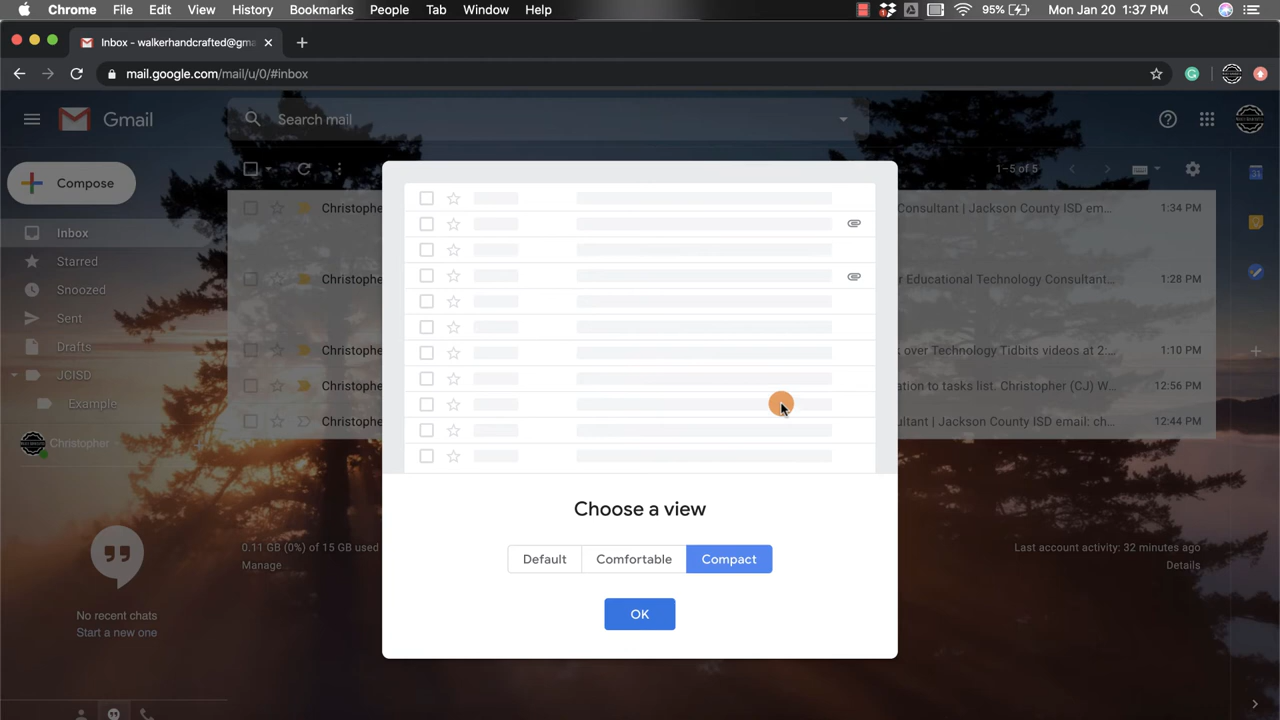 Chrome File Edit View History Bookmarks People Tab Window Help 95% Mon Jan 20 1:37 PM
Inbox - walkerhandcrafted@gma
mail.google.com/mail/u/0/#inbox
Gmail Search mail
Compose 1–5 of 5
Inbox
Starred
Snoozed
Sent
Drafts
JCISD
Example
Christopher
Christophe Consultant | Jackson County ISD em... 1:34 PM
Christophe r Educational Technology Consultant... 1:28 PM
Christophe k over Technology Tidbits videos at 2:... 1:10 PM
Christophe ation to tasks list. Christopher (CJ) W... 12:56 PM
Christophe | Jackson County ISD email: ch... 12:44 PM
Choose a view
Default Comfortable Compact
OK
0.11 GB (0%) of 15 GB used
Manage
Last account activity: 32 minutes ago
Details
No recent chats
Start a new one
31